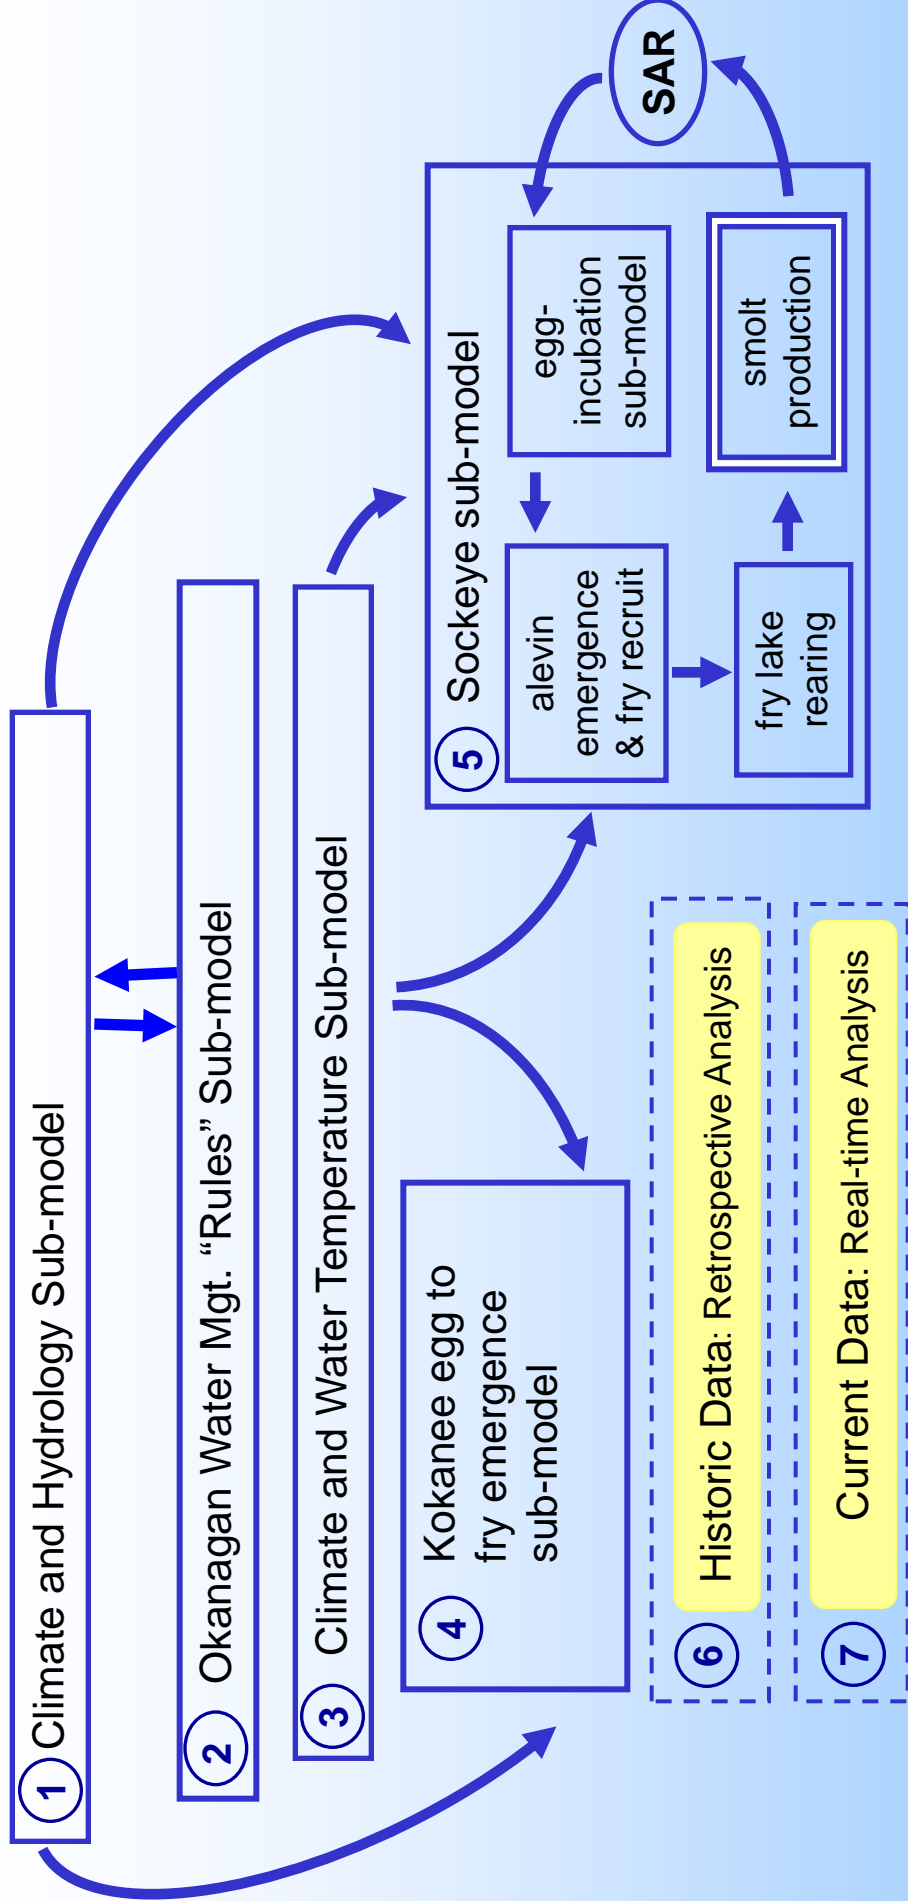 1 Climate and Hydrology Sub-model
2 Okanagan Water Mgt. “Rules” Sub-model
3 Climate and Water Temperature Sub-model
4 Kokanee egg to
fry emergence
sub-model
5 Sockeye sub-model
alevin
emergence
& fry recruit
egg-
incubation
sub-model
fry lake
rearing
smolt
production
SAR
6 Historic Data: Retrospective Analysis
7 Current Data: Real-time Analysis